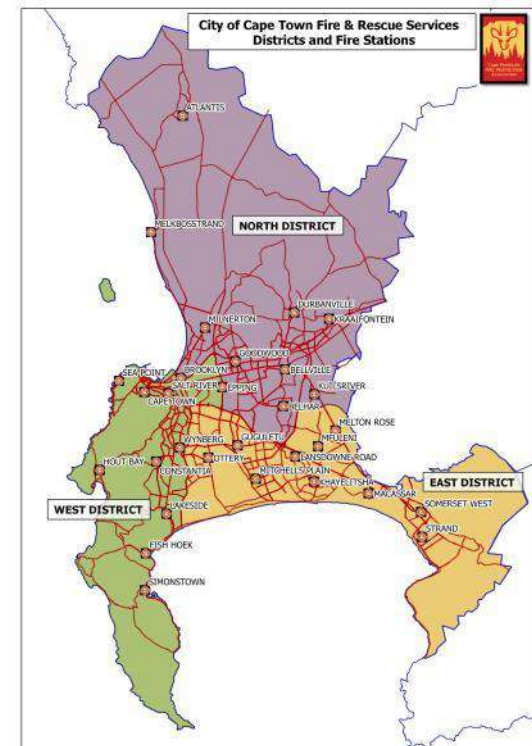 City of Cape Town Fire & Rescue Services
Districts and Fire Stations
ATLANTIS
MELKBOSSTRAND
NORTH DISTRICT
DURBANVILLE
KRAAIFONTEIN
MILNERTON
GOODWOOD
BELLVILLE
BROOKLYN
SEA POINT
SALT RIVER
EPPING
KUILSRIVER
CAPETOWN
BELHAR
MELTON ROSE
WYNBERG
GUGULETU
MFULENI
HOUT BAY
CONSTANTIA
OTTERY
LANSDOWNE ROAD
MITCHELLS PLAIN
KHAYELITSHA
EAST DISTRICT
MACASSAR
WEST DISTRICT
LAKESIDE
SOMERSET WEST
STRAND
FISH HOEK
SIMONSTOWN